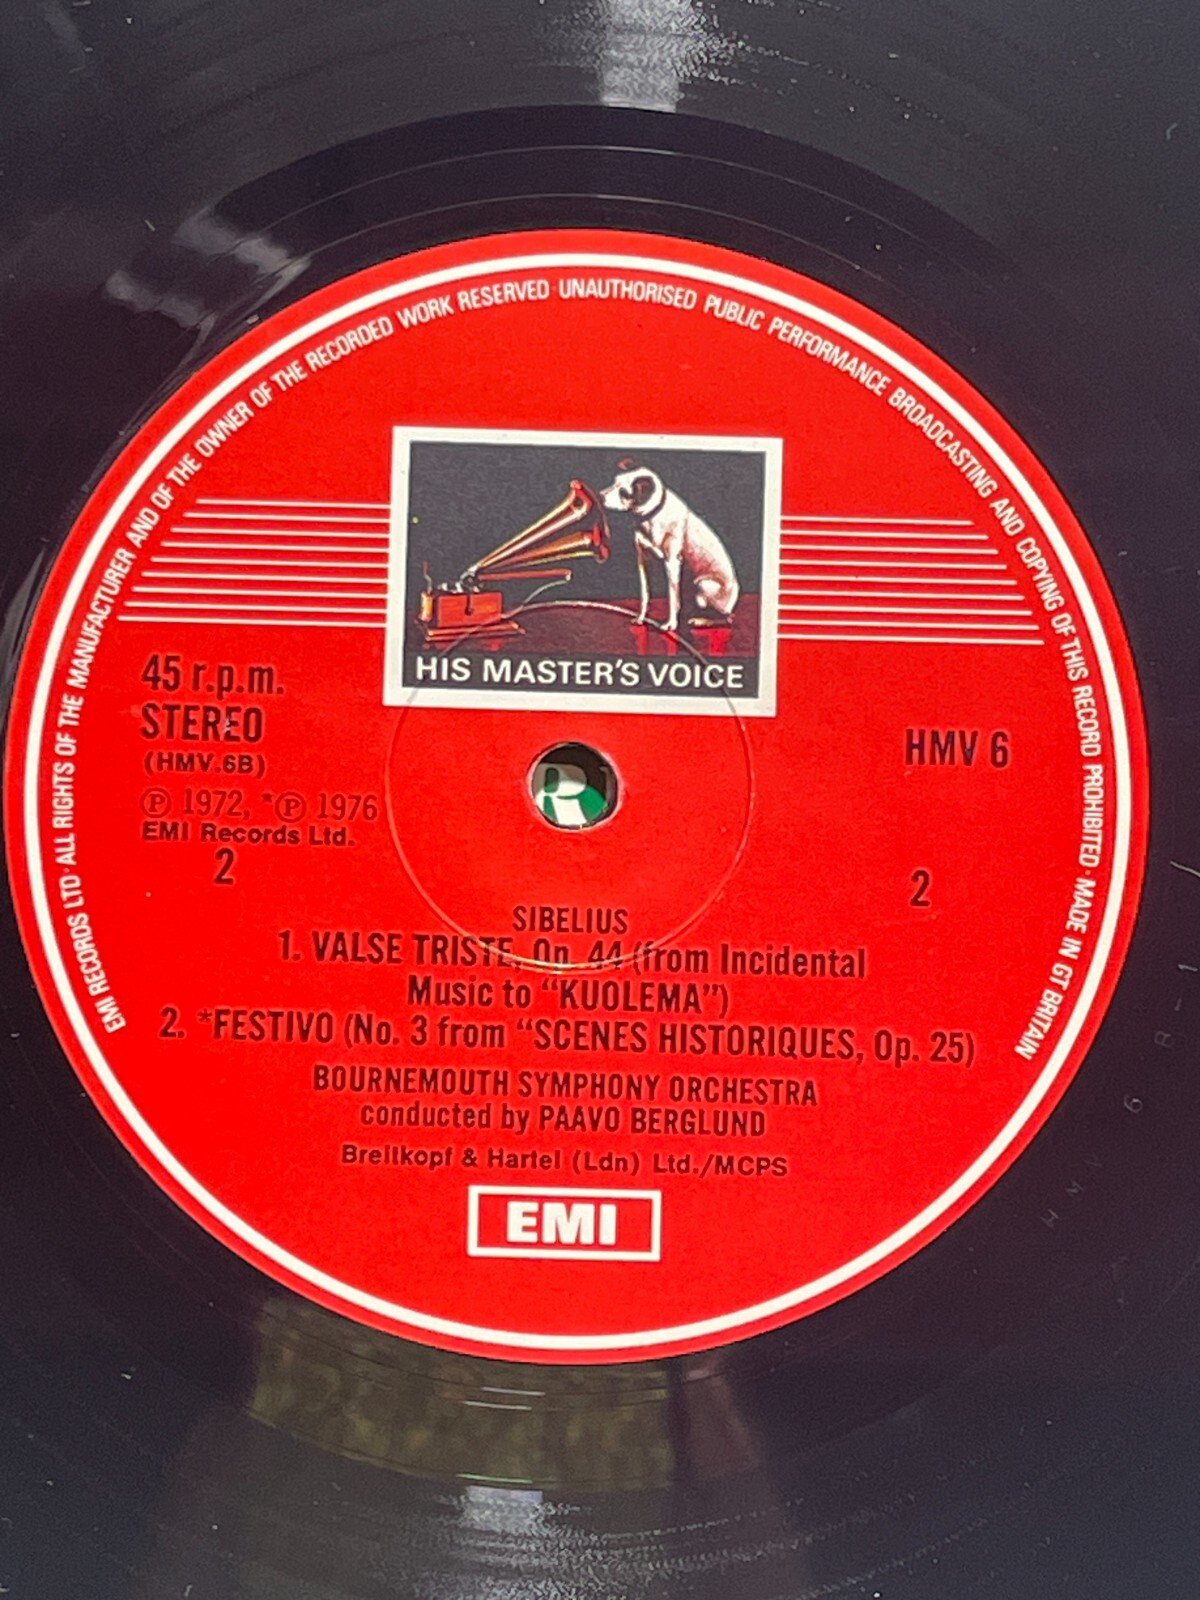 EMI RECORDS LTD · ALL RIGHTS OF THE MANUFACTURER AND OF THE OWNER OF THE RECORDED WORK RESERVED · UNAUTHORISED PUBLIC PERFORMANCE BROADCASTING AND COPYING OF THIS RECORD PROHIBITED · MADE IN GT BRITAIN
HIS MASTER'S VOICE
45 r.p.m.
STEREO
(HMV.6B)
℗ 1972, *℗ 1976
EMI Records Ltd.
2
HMV 6
2
R
SIBELIUS
1. VALSE TRISTE, Op. 44 (from Incidental
Music to “KUOLEMA”)
2. *FESTIVO (No. 3 from “SCENES HISTORIQUES, Op. 25)
BOURNEMOUTH SYMPHONY ORCHESTRA
conducted by PAAVO BERGLUND
Breitkopf & Hartel (Ldn) Ltd./MCPS
EMI
HMV 6 B-1